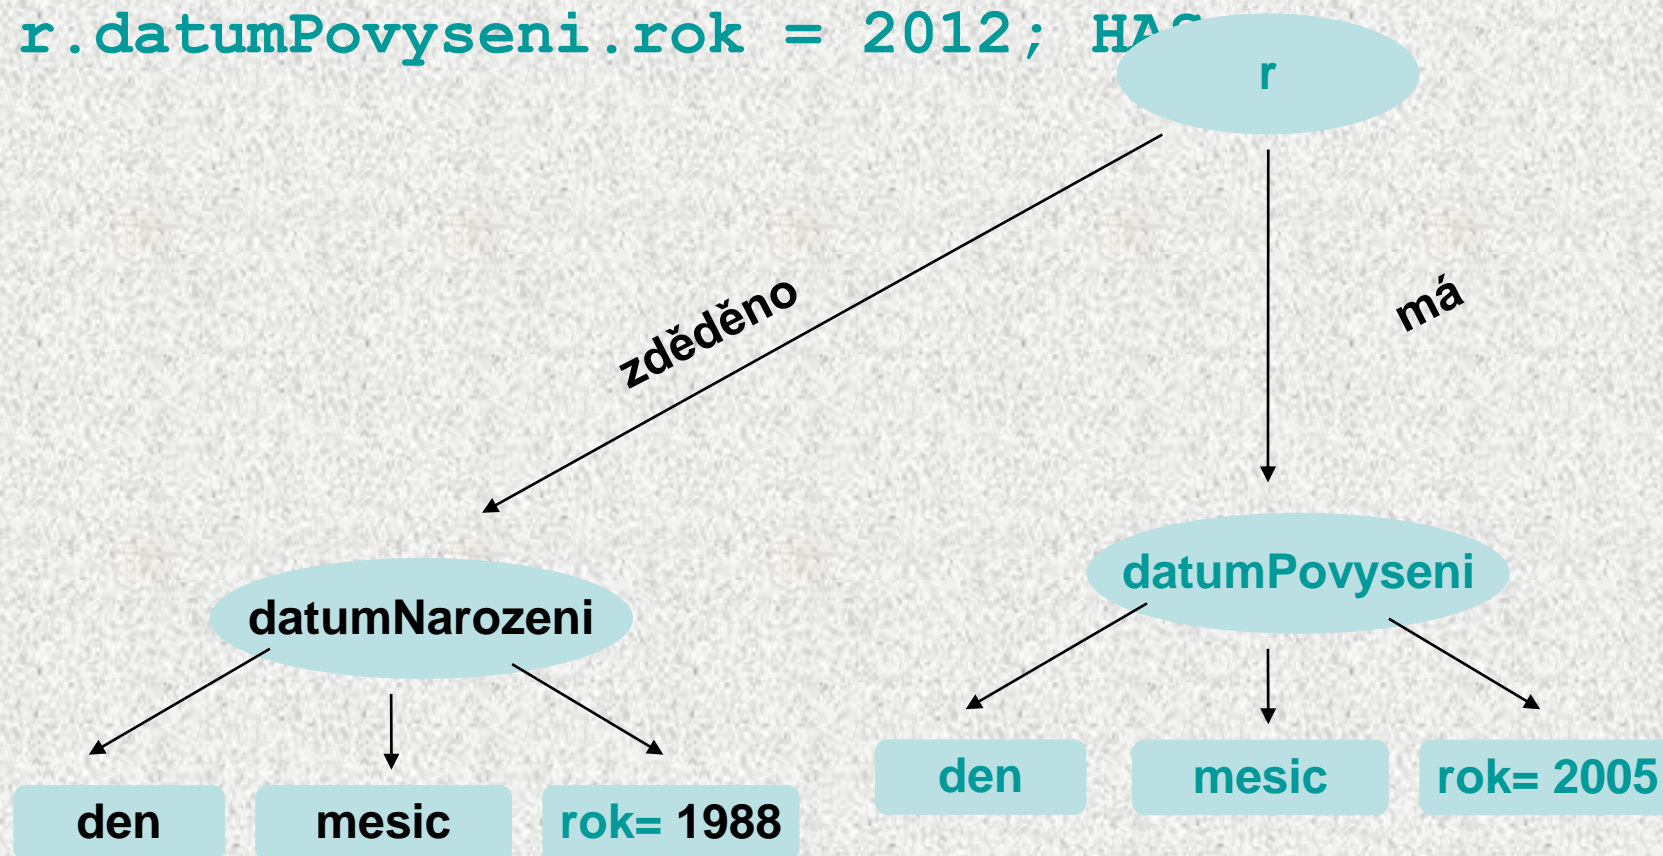 r.datumPovyseni.rok = 2012;
r
zděděno
má
datumNarozeni
datumPovyseni
den
mesic
rok= 1988
den
mesic
rok= 2005